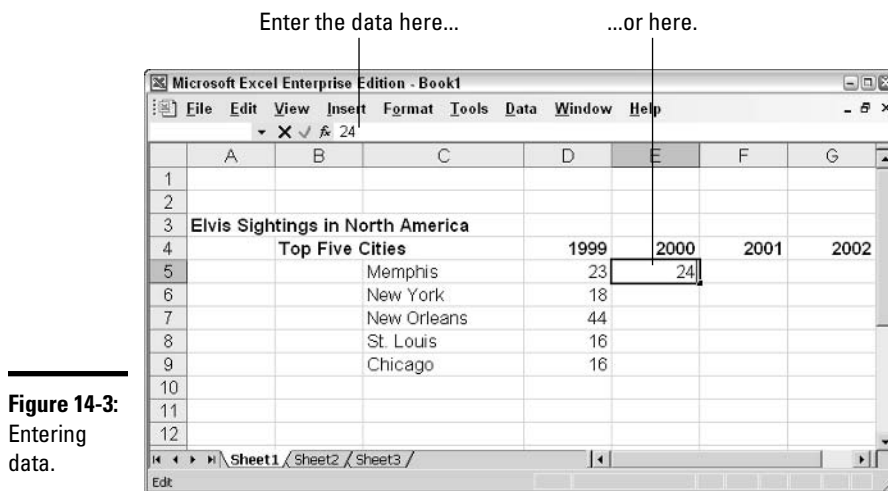 Enter the data here... ...or here.
Microsoft Excel Enterprise Edition - Book1
File Edit View Insert Format Tools Data Window Help
fx 24
A B C D E F G
1
2
3 Elvis Sightings in North America
4 Top Five Cities 1999 2000 2001 2002
5 Memphis 23 24
6 New York 18
7 New Orleans 44
8 St. Louis 16
9 Chicago 16
10
11
12
Sheet1 / Sheet2 / Sheet3 /
Edit
Figure 14-3:
Entering
data.